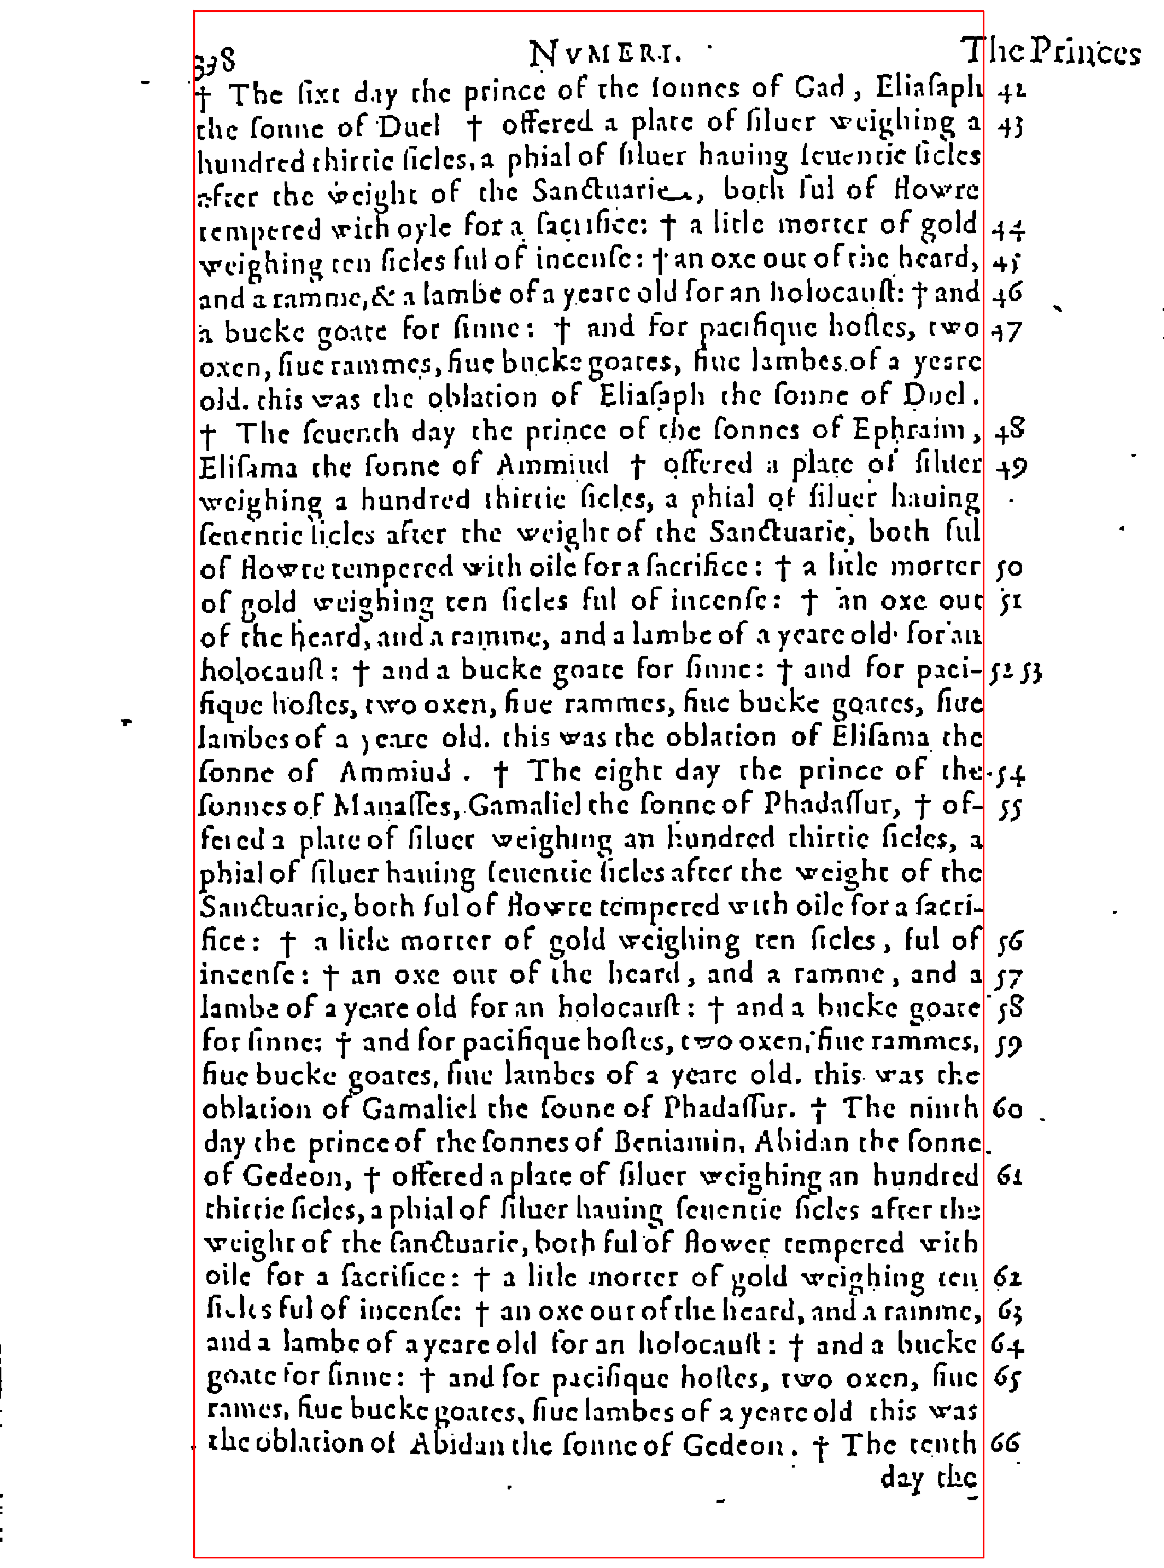 338 NVMERI. The Princes
† The ſixt day the prince of the ſonnes of Gad, Eliaſaph 42
the ſonne of Duel † offered a plate of ſiluer weighing a 43
hundred thirtie ſicles, a phial of ſiluer hauing ſeuentie ſicles
after the weight of the Sanctuarie, both ful of flowre
tempered with oyle for a ſacrifice: † a litle morter of gold 44
weighing ten ſicles ful of incenſe: † an oxe out of the heard, 45
and a ramme, & a lambe of a yeare old for an holocauſt: † and 46
a bucke goate for ſinne: † and for pacifique hoſtes, two 47
oxen, fiue rammes, fiue bucke goates, fiue lambes of a yeare
old. this was the oblation of Eliaſaph the ſonne of Duel.
† The ſeuenth day the prince of the ſonnes of Ephraim, 48
Eliſama the ſonne of Ammiud † offered a plate of ſiluer 49
weighing a hundred thirtie ſicles, a phial of ſiluer hauing
ſeuentie ſicles after the weight of the Sanctuarie, both ful
of flowre tempered with oile for a ſacrifice: † a litle morter 50
of gold weighing ten ſicles ful of incenſe: † an oxe out 51
of the heard, and a ramme, and a lambe of a yeare old for an
holocauſt: † and a bucke goate for ſinne: † and for paci- 52 53
fique hoſtes, two oxen, fiue rammes, fiue bucke goates, fiue
lambes of a yeare old. this was the oblation of Eliſama the
ſonne of Ammiud. † The eight day the prince of the 54
ſonnes of Manaſſes, Gamaliel the ſonne of Phadaſſur, † of- 55
fered a plate of ſiluer weighing an hundred thirtie ſicles, a
phial of ſiluer hauing ſeuentie ſicles after the weight of the
Sanctuarie, both ful of flowre tempered with oile for a ſacri-
fice: † a litle morter of gold weighing ten ſicles, ful of 56
incenſe: † an oxe out of the heard, and a ramme, and a 57
lambe of a yeare old for an holocauſt: † and a bucke goate 58
for ſinne: † and for pacifique hoſtes, two oxen, fiue rammes, 59
fiue bucke goates, fiue lambes of a yeare old. this was the
oblation of Gamaliel the ſonne of Phadaſſur. † The ninth 60
day the prince of the ſonnes of Beniamin, Abidan the ſonne
of Gedeon, † offered a plate of ſiluer weighing an hundred 61
thirtie ſicles, a phial of ſiluer hauing ſeuentie ſicles after the
weight of the ſanctuarie, both ful of flower tempered with
oile for a ſacrifice: † a litle morter of gold weighing ten 62
ſicles ful of incenſe: † an oxe out of the heard, and a ramme, 63
and a lambe of a yeare old for an holocauſt: † and a bucke 64
goate for ſinne: † and for pacifique hoſtes, two oxen, fiue 65
rames, fiue bucke goates, fiue lambes of a yeare old this was
the oblation of Abidan the ſonne of Gedeon. † The tenth 66
day the